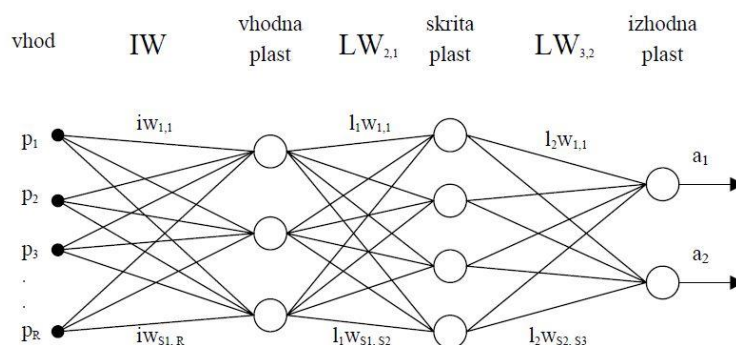 vhod
IW
vhodna
plast
LW2,1
skrita
plast
LW3,2
izhodna
plast
p1
p2
p3
.
.
pR
iw1,1
iwS1, R
l1w1,1
l1wS1, S2
l2w1,1
l2wS2, S3
a1
a2